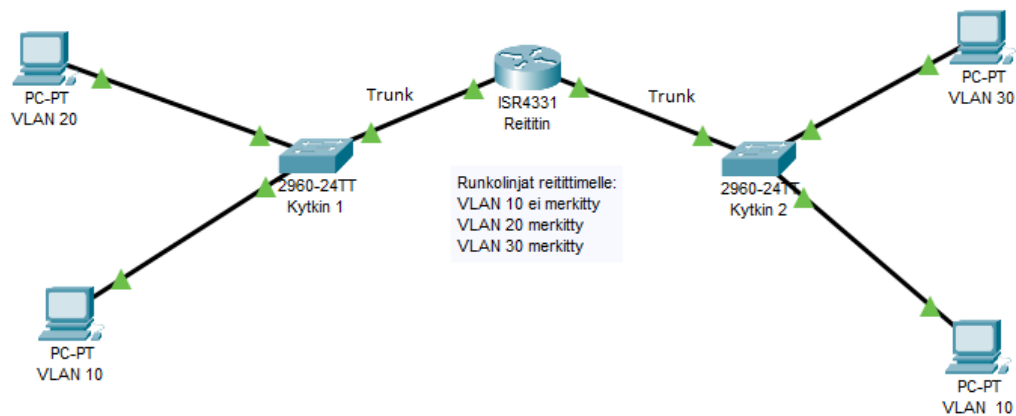 PC-PT
VLAN 20
Trunk
ISR4331
Reititin
Trunk
PC-PT
VLAN 30
2960-24TT
Kytkin 1
Runkolinjat reitittimelle:
VLAN 10 ei merkitty
VLAN 20 merkitty
VLAN 30 merkitty
2960-24TT
Kytkin 2
PC-PT
VLAN 10
PC-PT
VLAN 10